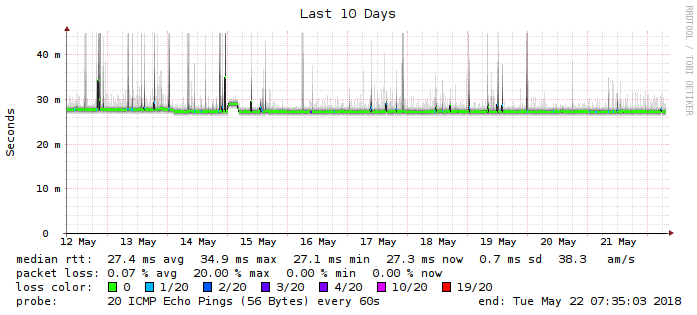 Last 10 Days
RRDTOOL / TOBI OETIKER
Seconds
40 m
30 m
20 m
10 m
0
12 May 13 May 14 May 15 May 16 May 17 May 18 May 19 May 20 May 21 May
median rtt: 27.4 ms avg 34.9 ms max 27.1 ms min 27.3 ms now 0.7 ms sd 38.3 am/s
packet loss: 0.07 % avg 20.00 % max 0.00 % min 0.00 % now
loss color: 0 1/20 2/20 3/20 4/20 10/20 19/20
probe: 20 ICMP Echo Pings (56 Bytes) every 60s end: Tue May 22 07:35:03 2018